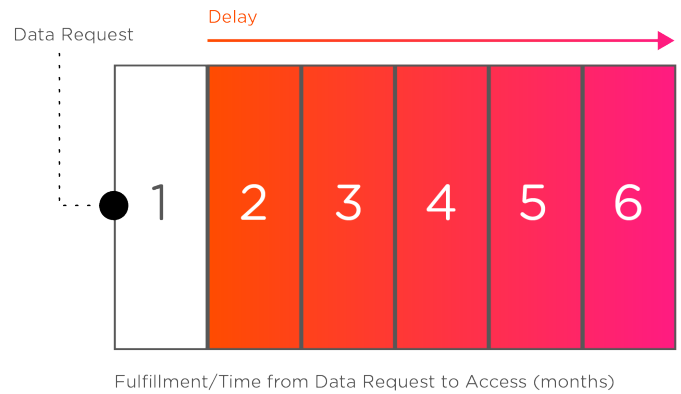 Delay
Data Request
1 2 3 4 5 6
Fulfillment/Time from Data Request to Access (months)